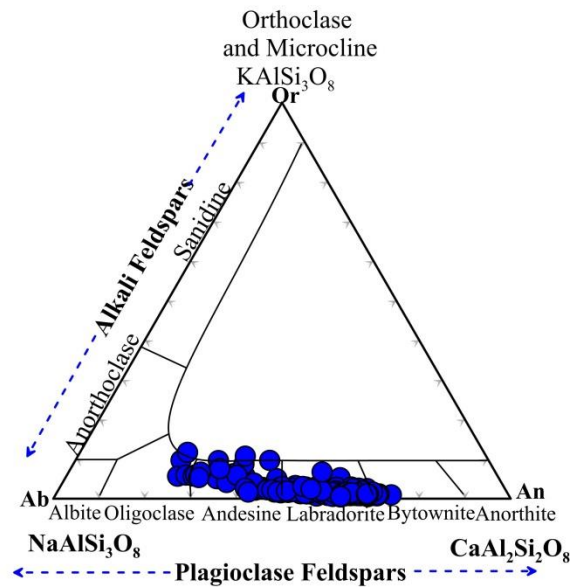 Orthoclase
and Microcline
KAlSi₃O₈
Or
Alkali Feldspars
Sanidine
Anorthoclase
Ab
An
Albite Oligoclase Andesine Labradorite Bytownite Anorthite
NaAlSi₃O₈
CaAl₂Si₂O₈
Plagioclase Feldspars